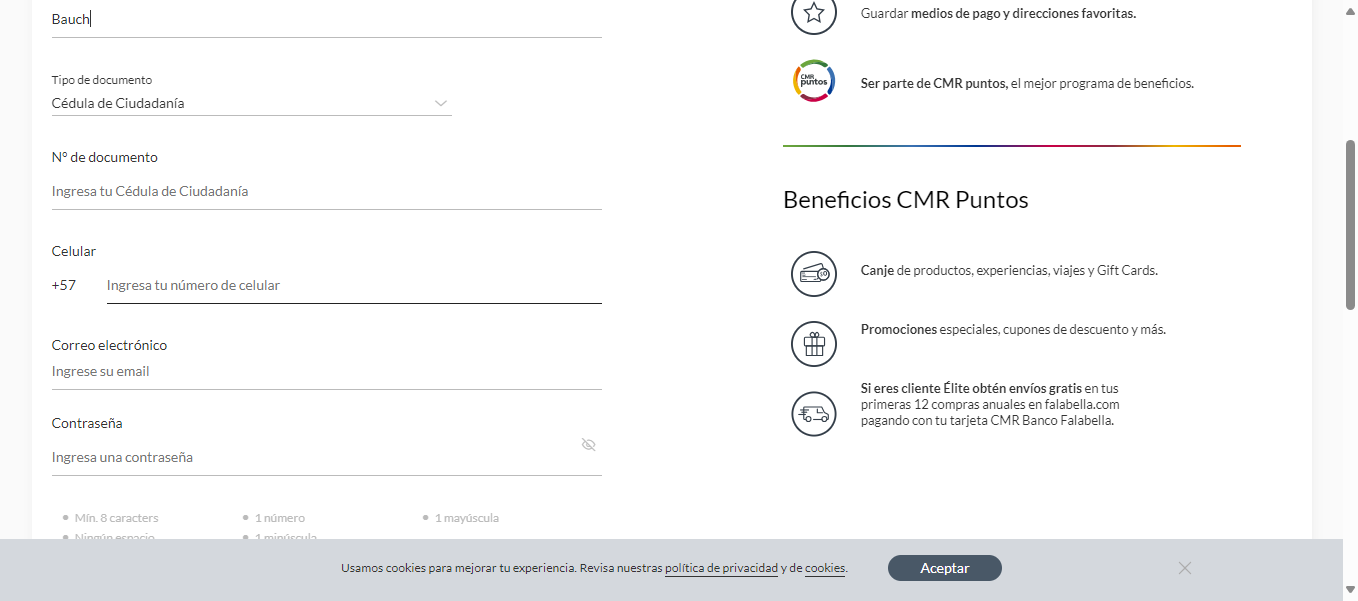 Bauch
Tipo de documento
Cédula de Ciudadanía
N° de documento
Ingresa tu Cédula de Ciudadanía
Celular
+57 Ingresa tu número de celular
Correo electrónico
Ingrese su email
Contraseña
Ingresa una contraseña
Mín. 8 caracters
1 número
1 mayúscula
Ningún espacio
1 minúscula
Guardar medios de pago y direcciones favoritas.
CMR puntos
Ser parte de CMR puntos, el mejor programa de beneficios.
Beneficios CMR Puntos
Canje de productos, experiencias, viajes y Gift Cards.
Promociones especiales, cupones de descuento y más.
Si eres cliente Élite obtén envíos gratis en tus
primeras 12 compras anuales en falabella.com
pagando con tu tarjeta CMR Banco Falabella.
Usamos cookies para mejorar tu experiencia. Revisa nuestras política de privacidad y de cookies.
Aceptar